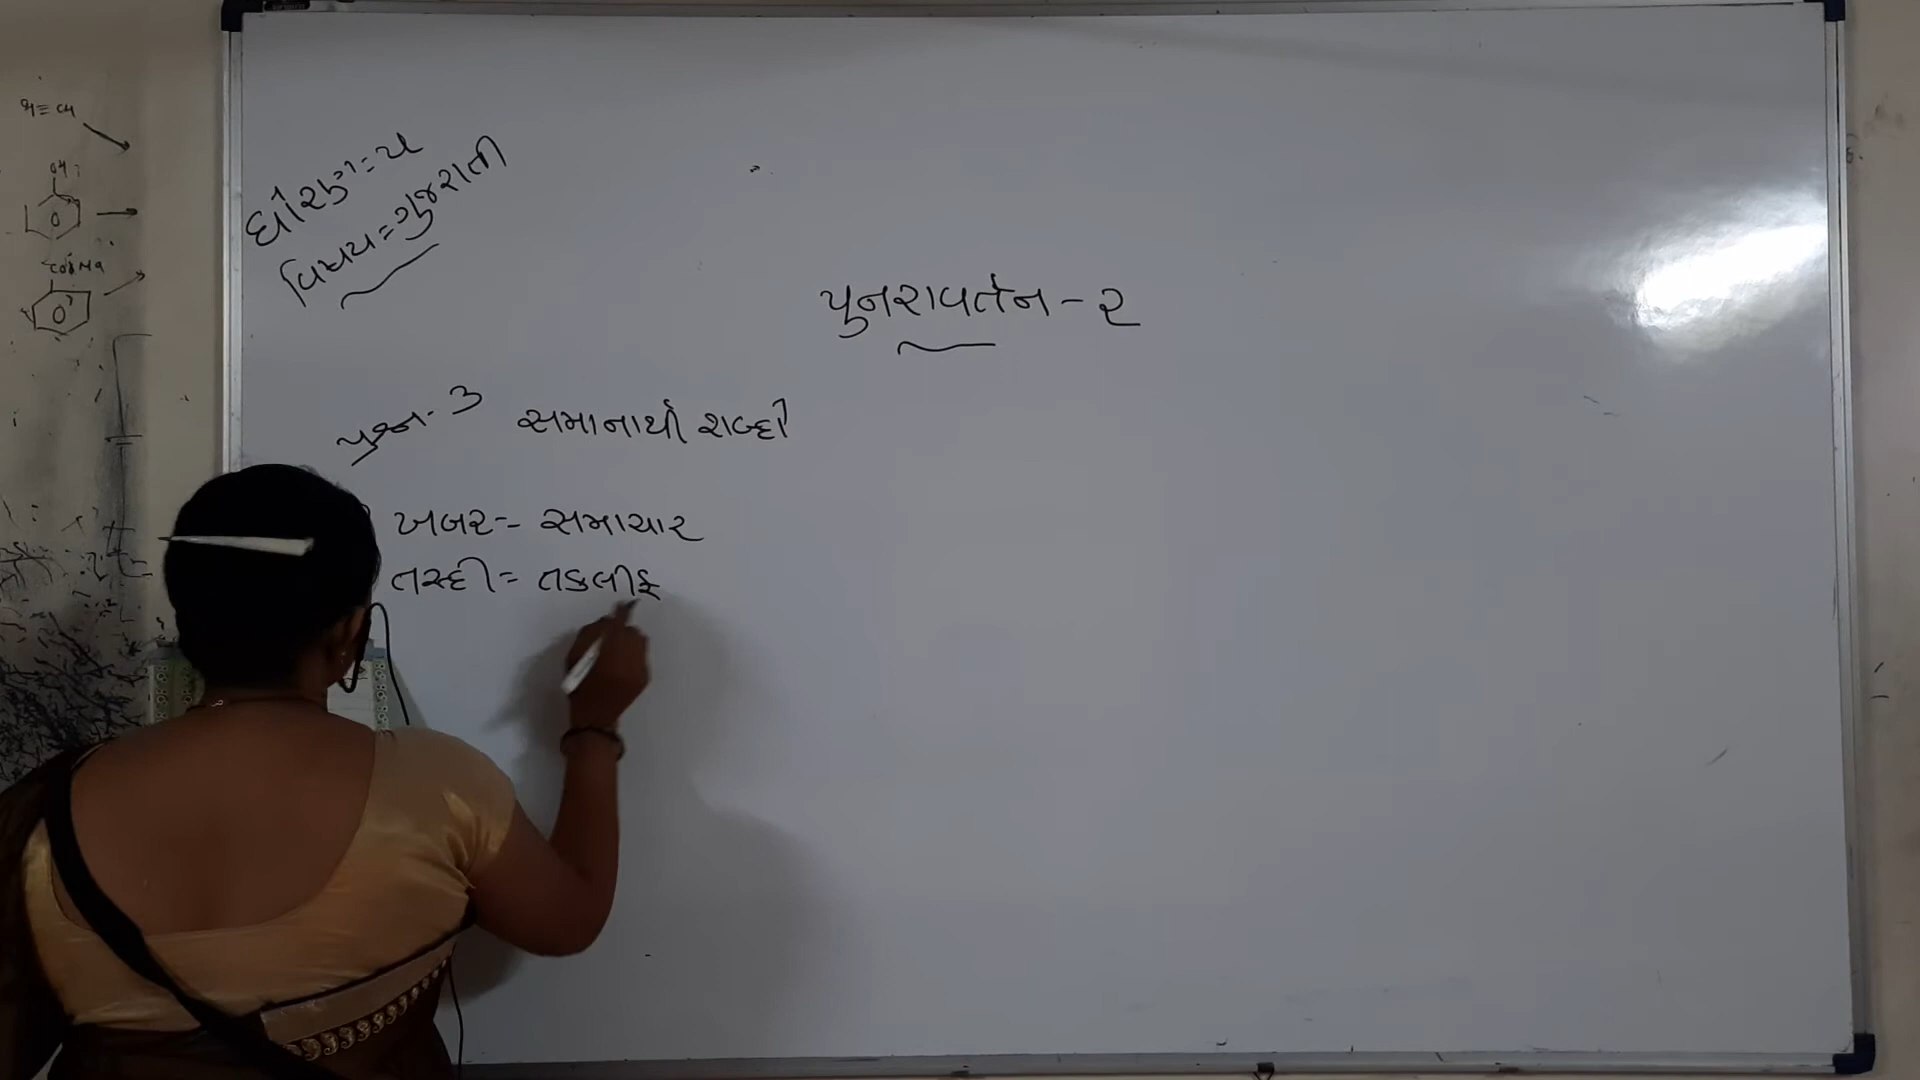 ધોરણ = ૫
વિષય = ગુજરાતી
પુનરાવર્તન - ૨
પ્રશ્ન - ૩ સમાનાર્થી શબ્દો
ખબર = સમાચાર
તસ્દી = તકલીફ